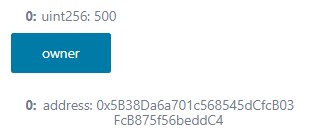 0: uint256: 500
owner
0: address: 0x5B38Da6a701c568545dCfcB03
FcB875f56beddC4